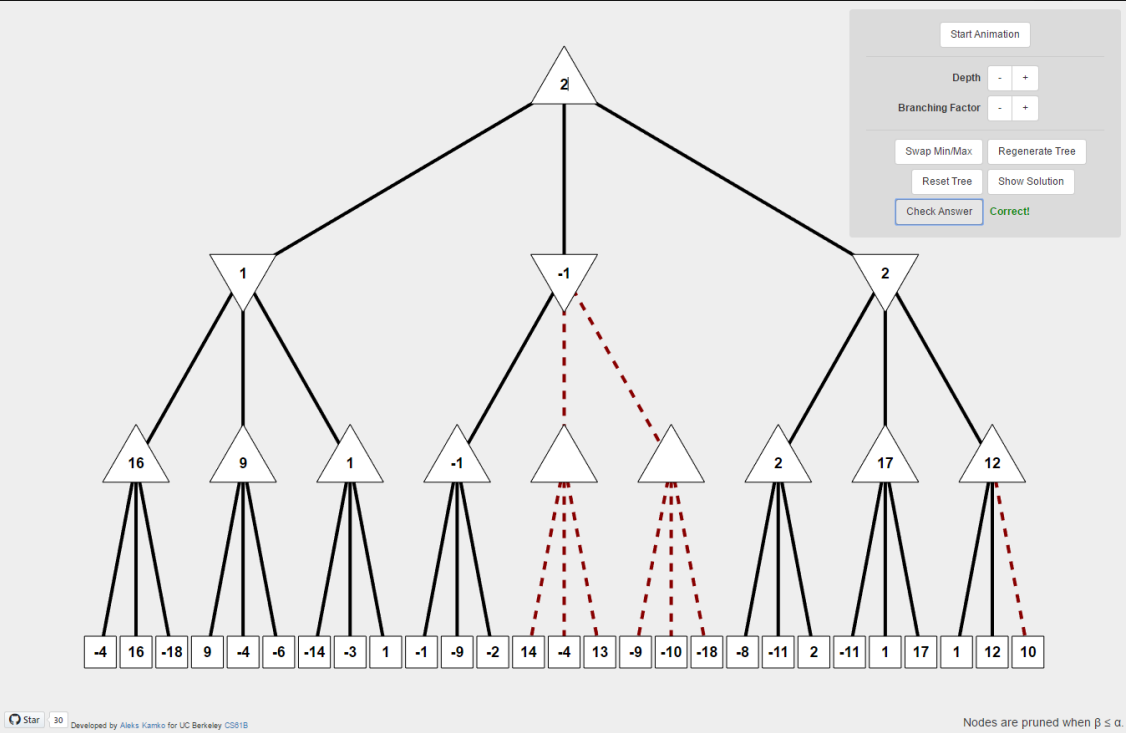 Start Animation
Depth - +
Branching Factor - +
Swap Min/Max Regenerate Tree
Reset Tree Show Solution
Check Answer Correct!
2
1 -1 2
16 9 1 -1 2 17 12
-4 16 -18 9 -4 -6 -14 -3 1 -1 -9 -2 14 -4 13 -9 -10 -18 -8 -11 2 -11 1 17 1 12 10
Star 30 Developed by Aleks Kamko for UC Berkeley CS61B
Nodes are pruned when β ≤ α.